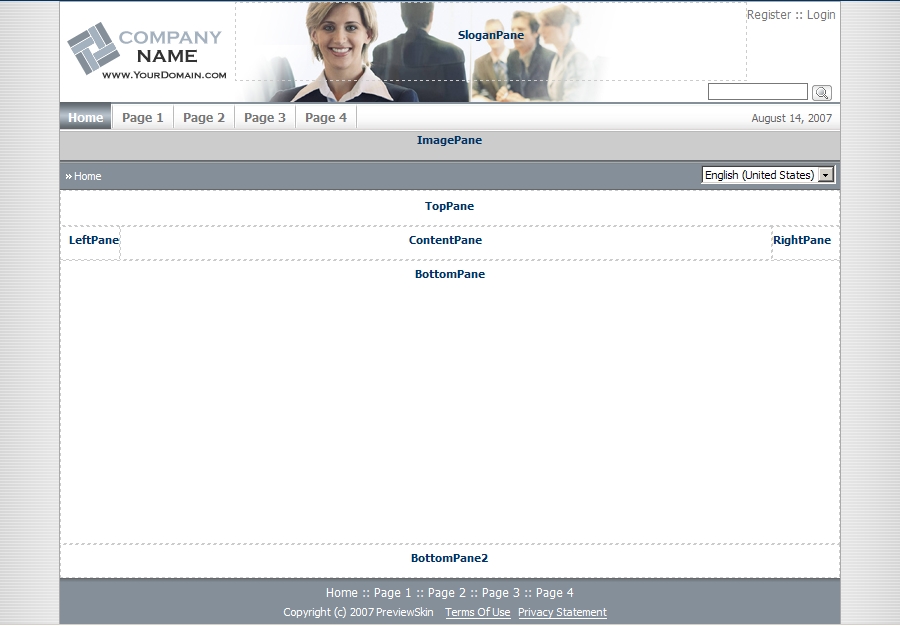 Register :: Login
COMPANY
NAME
www.YourDomain.com
SloganPane
Home Page 1 Page 2 Page 3 Page 4 August 14, 2007
ImagePane
» Home English (United States)
TopPane
LeftPane ContentPane RightPane
BottomPane
BottomPane2
Home :: Page 1 :: Page 2 :: Page 3 :: Page 4
Copyright (c) 2007 PreviewSkin Terms Of Use Privacy Statement